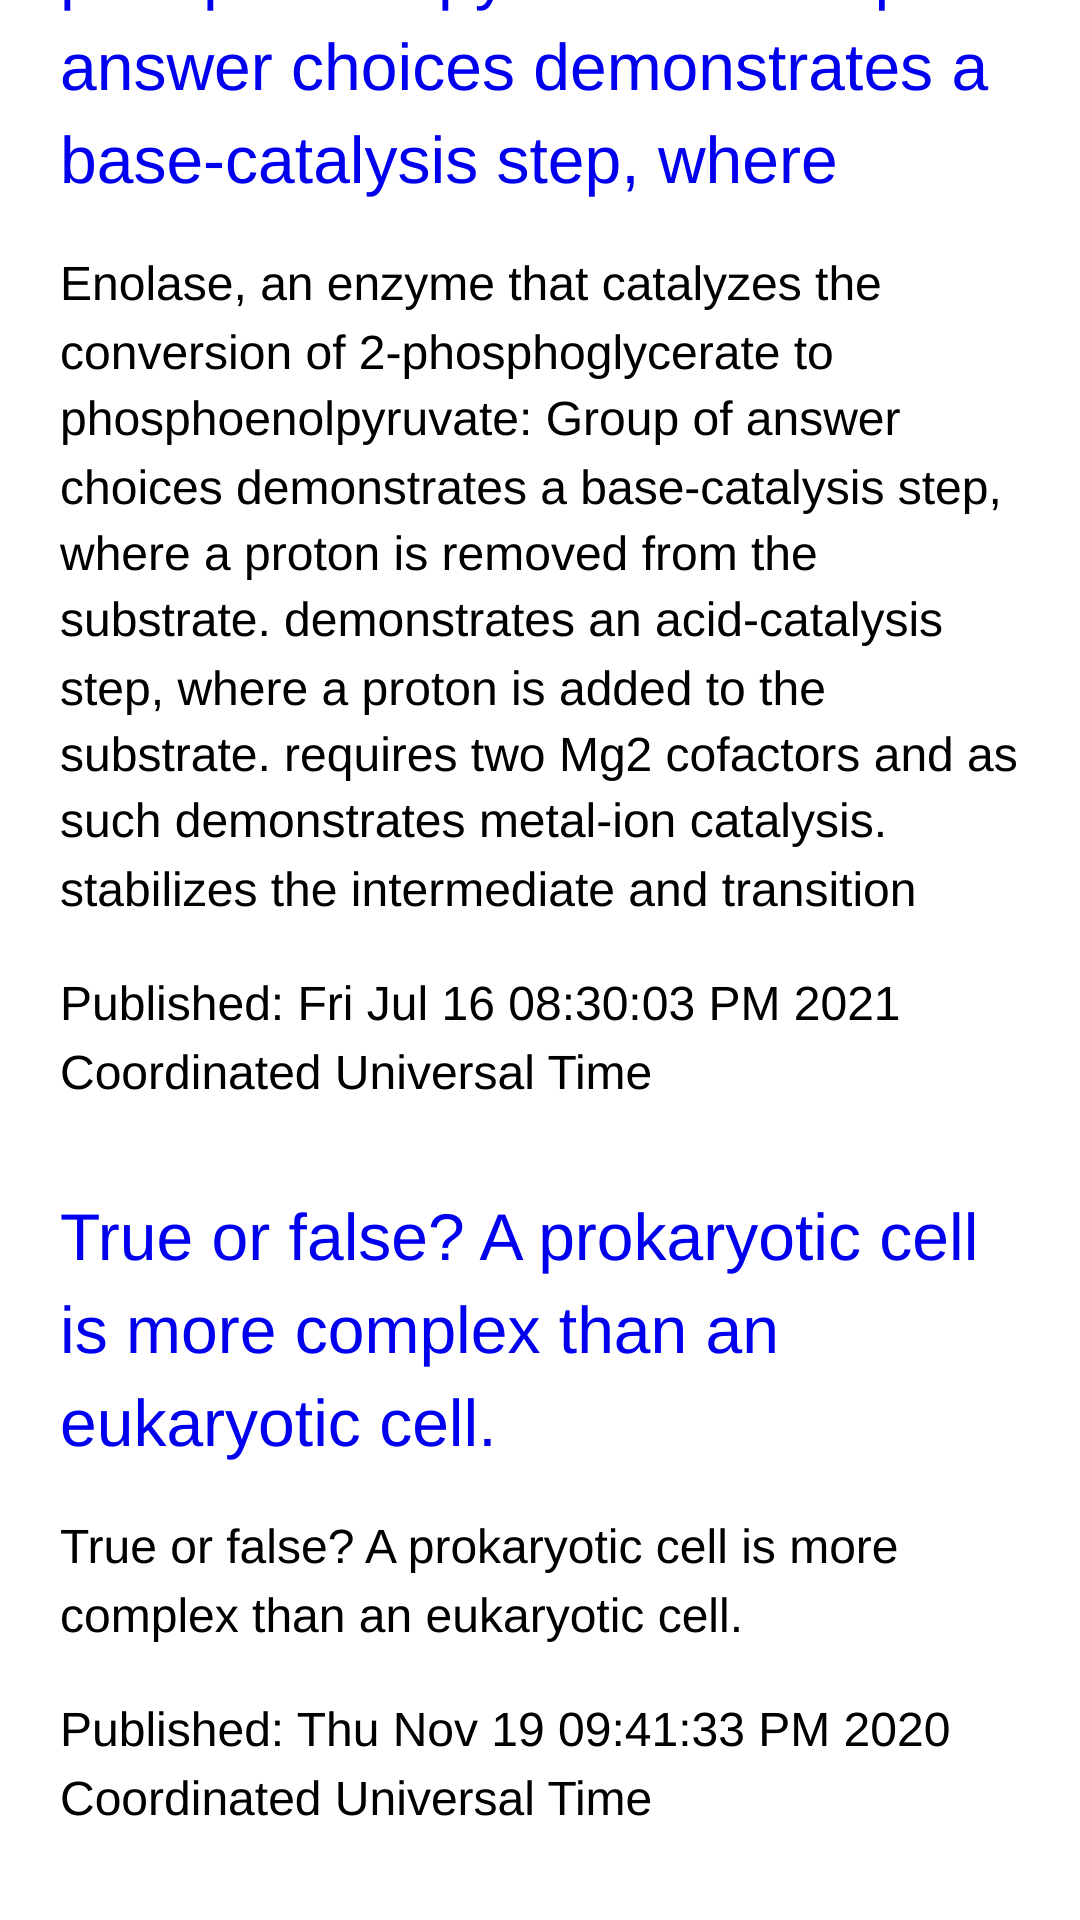 answer choices demonstrates a
base-catalysis step, where
Enolase, an enzyme that catalyzes the
conversion of 2-phosphoglycerate to
phosphoenolpyruvate: Group of answer
choices demonstrates a base-catalysis step,
where a proton is removed from the
substrate. demonstrates an acid-catalysis
step, where a proton is added to the
substrate. requires two Mg2 cofactors and as
such demonstrates metal-ion catalysis.
stabilizes the intermediate and transition
Published: Fri Jul 16 08:30:03 PM 2021
Coordinated Universal Time
True or false? A prokaryotic cell
is more complex than an
eukaryotic cell.
True or false? A prokaryotic cell is more
complex than an eukaryotic cell.
Published: Thu Nov 19 09:41:33 PM 2020
Coordinated Universal Time